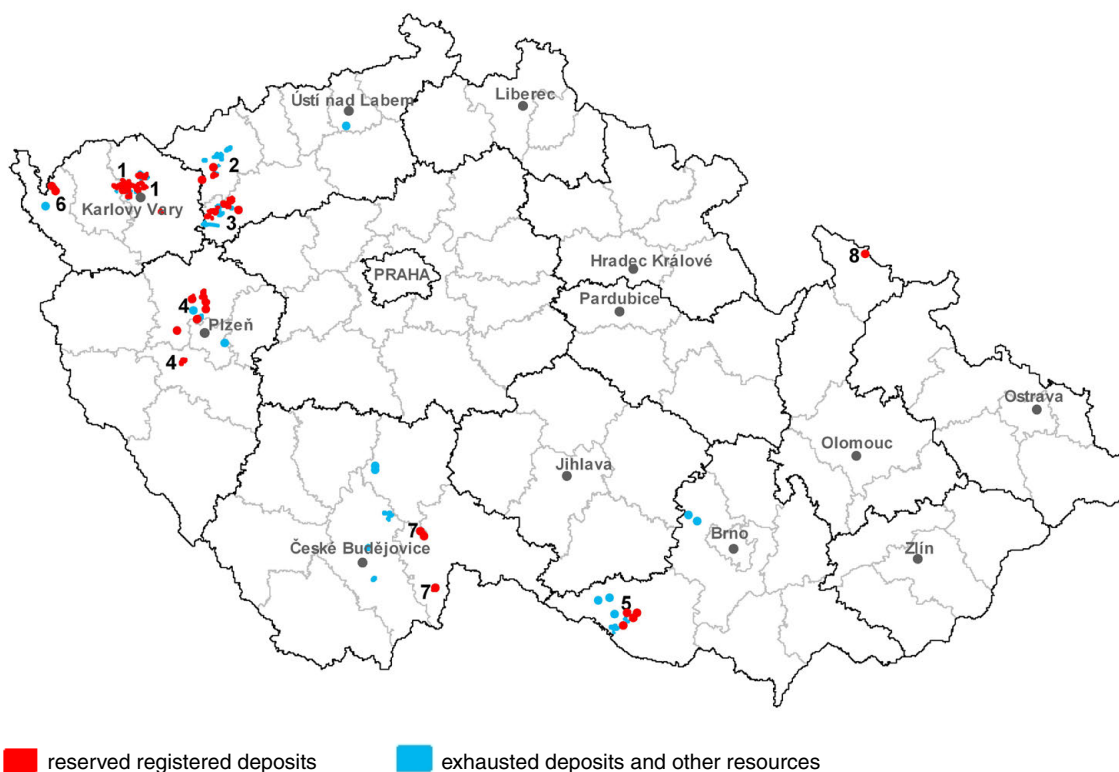 Ústí nad Labem
Liberec
1
2
1
6
Karlovy Vary
3
8
Hradec Králové
PRAHA
Pardubice
4
Plzeň
4
Ostrava
Olomouc
Jihlava
7
Brno
České Budějovice
Zlín
7
5
reserved registered deposits
exhausted deposits and other resources